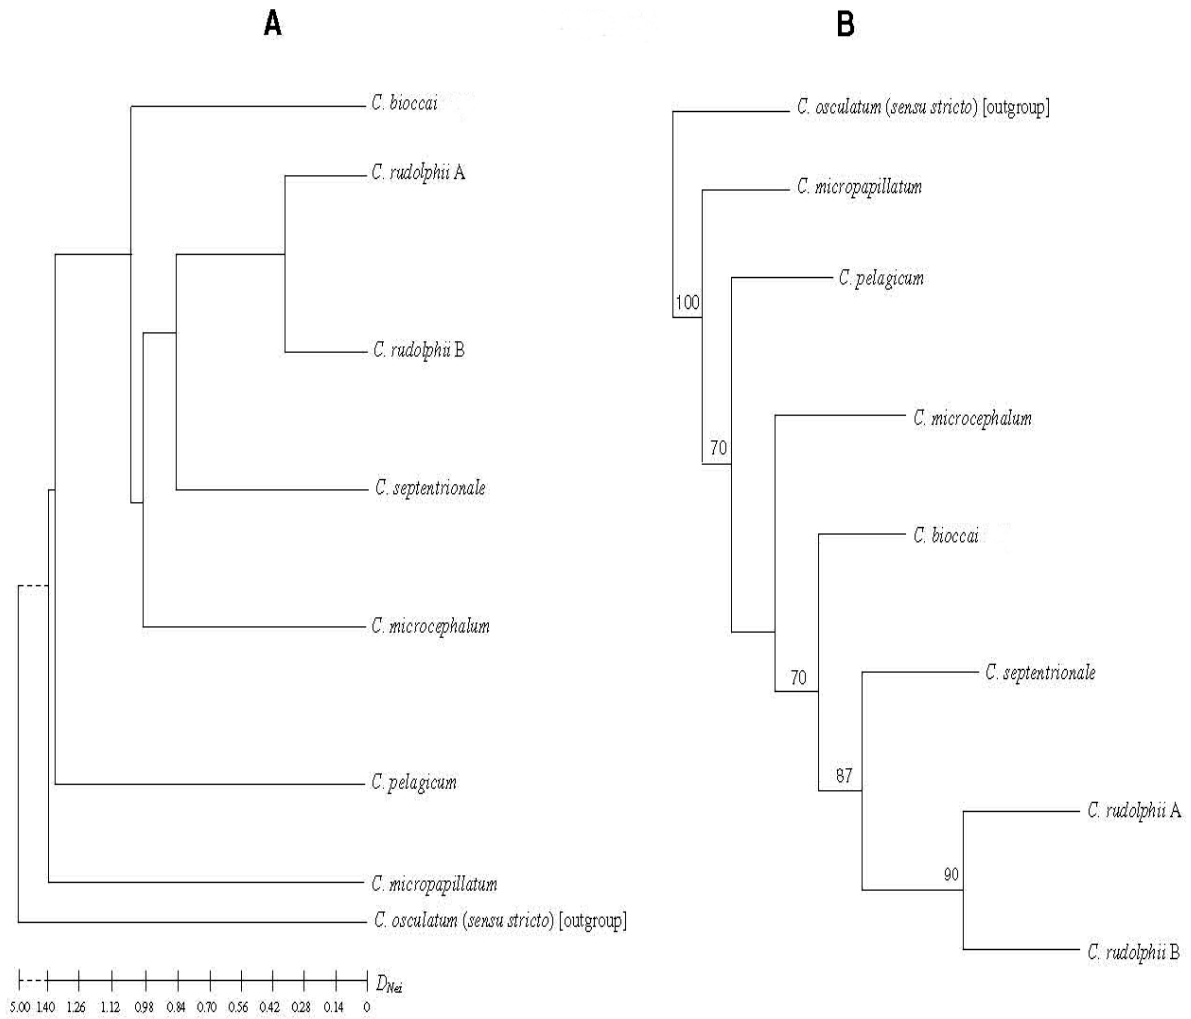 A
C. bioccai
C. rudolphii A
C. rudolphii B
C. septentrionale
C. microcephalum
C. pelagicum
C. micropapillatum
C. osculatum (sensu stricto) [outgroup]
D Nei
5.00 1.40 1.26 1.12 0.98 0.84 0.70 0.56 0.42 0.28 0.14 0
B
C. osculatum (sensu stricto) [outgroup]
C. micropapillatum
C. pelagicum
100
C. microcephalum
70
C. bioccai
C. septentrionale
70
87
C. rudolphii A
90
C. rudolphii B